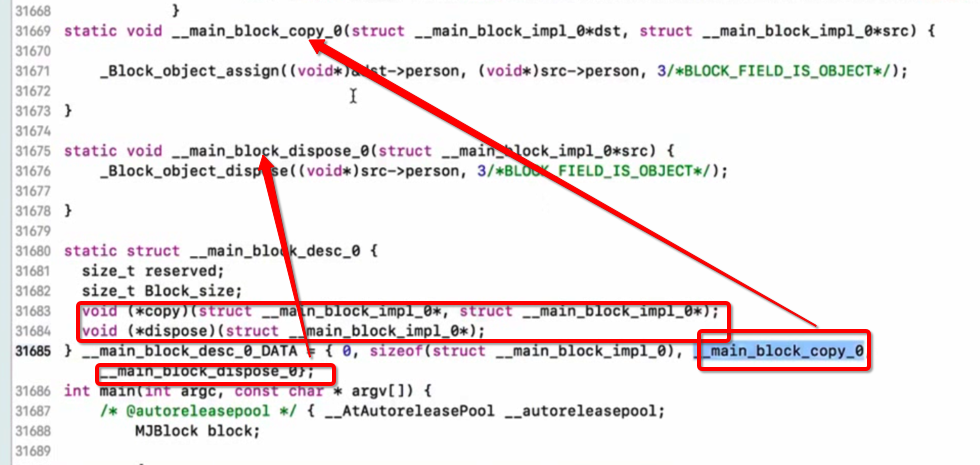 31668 }
31669 static void __main_block_copy_0(struct __main_block_impl_0*dst, struct __main_block_impl_0*src) {
31670
31671 _Block_object_assign((void*)&dst->person, (void*)src->person, 3/*BLOCK_FIELD_IS_OBJECT*/);
31672
31673 }
31674
31675 static void __main_block_dispose_0(struct __main_block_impl_0*src) {
31676 _Block_object_dispose((void*)src->person, 3/*BLOCK_FIELD_IS_OBJECT*/);
31677
31678 }
31679
31680 static struct __main_block_desc_0 {
31681 size_t reserved;
31682 size_t Block_size;
31683 void (*copy)(struct __main_block_impl_0*, struct __main_block_impl_0*);
31684 void (*dispose)(struct __main_block_impl_0*);
31685 } __main_block_desc_0_DATA = { 0, sizeof(struct __main_block_impl_0), __main_block_copy_0
__main_block_dispose_0};
31686 int main(int argc, const char * argv[]) {
31687 /* @autoreleasepool */ { __AtAutoreleasePool __autoreleasepool;
31688 MJBlock block;
31689